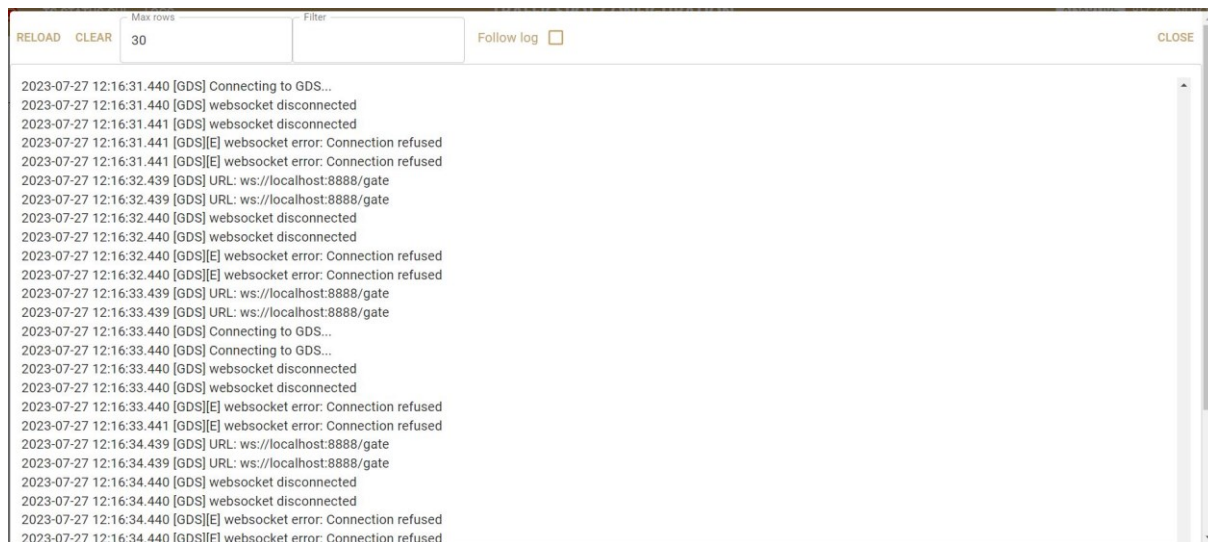 Max rows Filter
RELOAD CLEAR 30 Follow log CLOSE
2023-07-27 12:16:31.440 [GDS] Connecting to GDS...
2023-07-27 12:16:31.440 [GDS] websocket disconnected
2023-07-27 12:16:31.441 [GDS] websocket disconnected
2023-07-27 12:16:31.441 [GDS][E] websocket error: Connection refused
2023-07-27 12:16:31.441 [GDS][E] websocket error: Connection refused
2023-07-27 12:16:32.439 [GDS] URL: ws://localhost:8888/gate
2023-07-27 12:16:32.439 [GDS] URL: ws://localhost:8888/gate
2023-07-27 12:16:32.440 [GDS] websocket disconnected
2023-07-27 12:16:32.440 [GDS] websocket disconnected
2023-07-27 12:16:32.440 [GDS][E] websocket error: Connection refused
2023-07-27 12:16:32.440 [GDS][E] websocket error: Connection refused
2023-07-27 12:16:33.439 [GDS] URL: ws://localhost:8888/gate
2023-07-27 12:16:33.439 [GDS] URL: ws://localhost:8888/gate
2023-07-27 12:16:33.440 [GDS] Connecting to GDS...
2023-07-27 12:16:33.440 [GDS] Connecting to GDS...
2023-07-27 12:16:33.440 [GDS] websocket disconnected
2023-07-27 12:16:33.440 [GDS] websocket disconnected
2023-07-27 12:16:33.440 [GDS][E] websocket error: Connection refused
2023-07-27 12:16:33.441 [GDS][E] websocket error: Connection refused
2023-07-27 12:16:34.439 [GDS] URL: ws://localhost:8888/gate
2023-07-27 12:16:34.439 [GDS] URL: ws://localhost:8888/gate
2023-07-27 12:16:34.440 [GDS] websocket disconnected
2023-07-27 12:16:34.440 [GDS] websocket disconnected
2023-07-27 12:16:34.440 [GDS][E] websocket error: Connection refused
2023-07-27 12:16:34.440 [GDS][E] websocket error: Connection refused